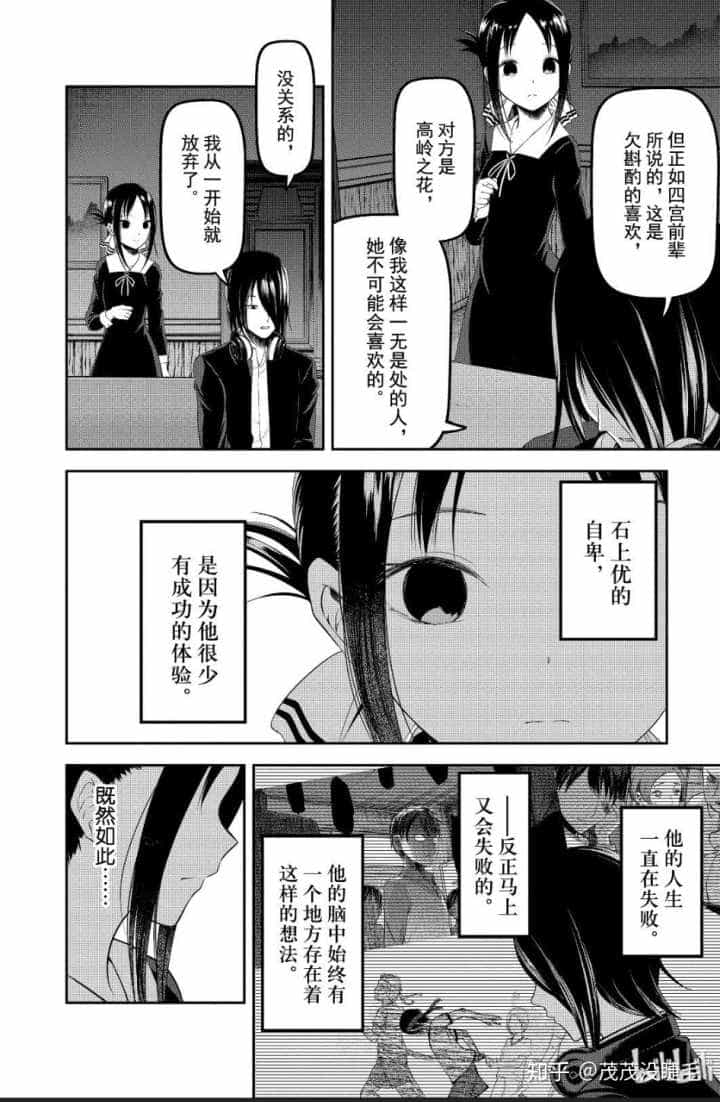 但正如四宫前辈
所说的，这是
欠斟酌的喜欢，
对方是
高岭之花，
像我这样一无是处的人，
她不可能会喜欢的。
没关系的，
我从一开始就
放弃了。
石上优的
自卑，
是因为他很少
有成功的体验。
他的人生
一直在失败。
——反正马上
又会失败的。
他的脑中始终有
一个地方存在着
这样的想法。
既然如此……
知乎 @茂茂没睫毛